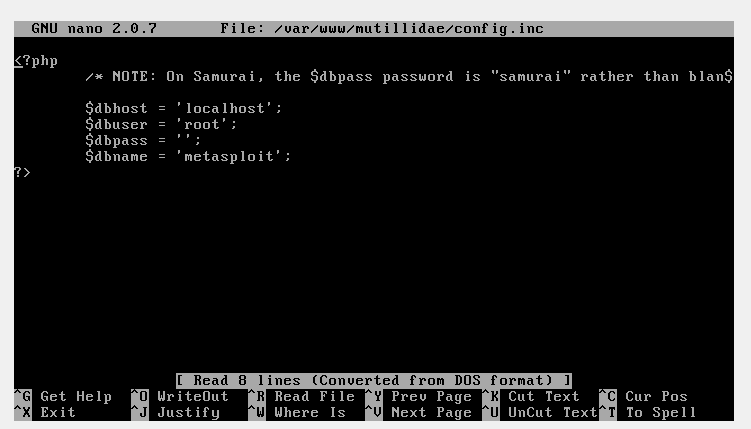 GNU nano 2.0.7 File: /var/www/mutillidae/config.inc
<?php
/* NOTE: On Samurai, the $dbpass password is "samurai" rather than blan$
$dbhost = 'localhost';
$dbuser = 'root';
$dbpass = '';
$dbname = 'metasploit';
?>
[ Read 8 lines (Converted from DOS format) ]
^G Get Help ^O WriteOut ^R Read File ^Y Prev Page ^K Cut Text ^C Cur Pos
^X Exit ^J Justify ^W Where Is ^V Next Page ^U UnCut Text^T To Spell